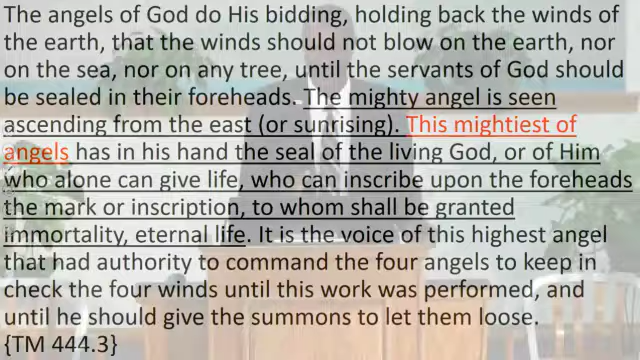 The angels of God do His bidding, holding back the winds of
the earth, that the winds should not blow on the earth, nor
on the sea, nor on any tree, until the servants of God should
be sealed in their foreheads. The mighty angel is seen
ascending from the east (or sunrising). This mightiest of
angels has in his hand the seal of the living God, or of Him
who alone can give life, who can inscribe upon the foreheads
the mark or inscription, to whom shall be granted
immortality, eternal life. It is the voice of this highest angel
that had authority to command the four angels to keep in
check the four winds until this work was performed, and
until he should give the summons to let them loose.
{TM 444.3}